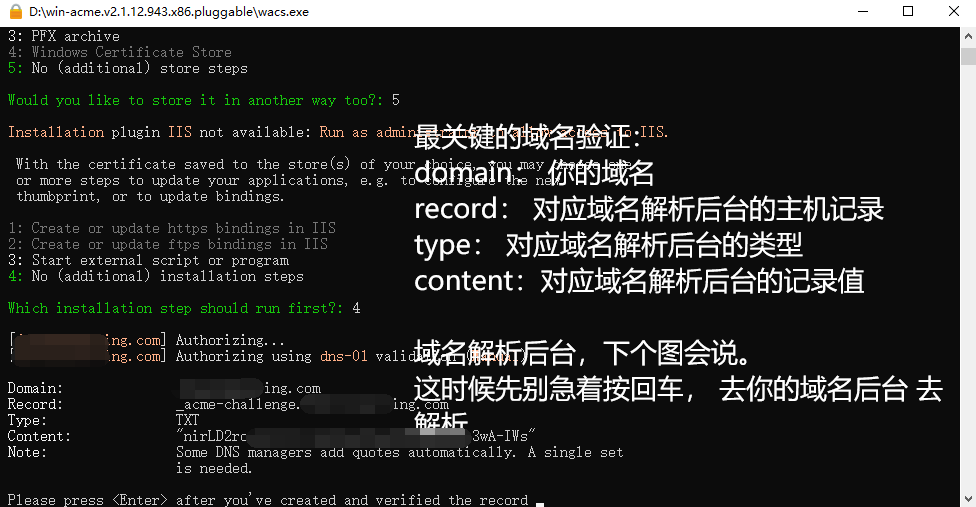 D:\win-acme.v2.1.12.943.x86.pluggable\wacs.exe
3: PFX archive
4: Windows Certificate Store
5: No (additional) store steps
Would you like to store it in another way too?: 5
Installation plugin IIS not available: Run as to IIS.
With the certificate saved to the store(s) of your choice, you may
or more steps to update your applications, e.g. to configure the new
thumbprint, or to update bindings.
1: Create or update https bindings in IIS
2: Create or update ftps bindings in IIS
3: Start external script or program
4: No (additional) installation steps
Which installation step should run first?: 4
[ing.com] Authorizing...
[ing.com] Authorizing using dns-01
Domain: ing.com
Record: _acme-challenge. ing.com
Type: TXT
Content: "nirLD2rc 3wA-IWs"
Note: Some DNS managers add quotes automatically. A single set
is needed.
Please press <Enter> after you've created and verified the record
最关键的域名验证：
domain： 你的域名
record： 对应域名解析后台的主机记录
type： 对应域名解析后台的类型
content：对应域名解析后台的记录值
域名解析后台，下个图会说。
这时候先别急着按回车， 去你的域名后台 去
解析